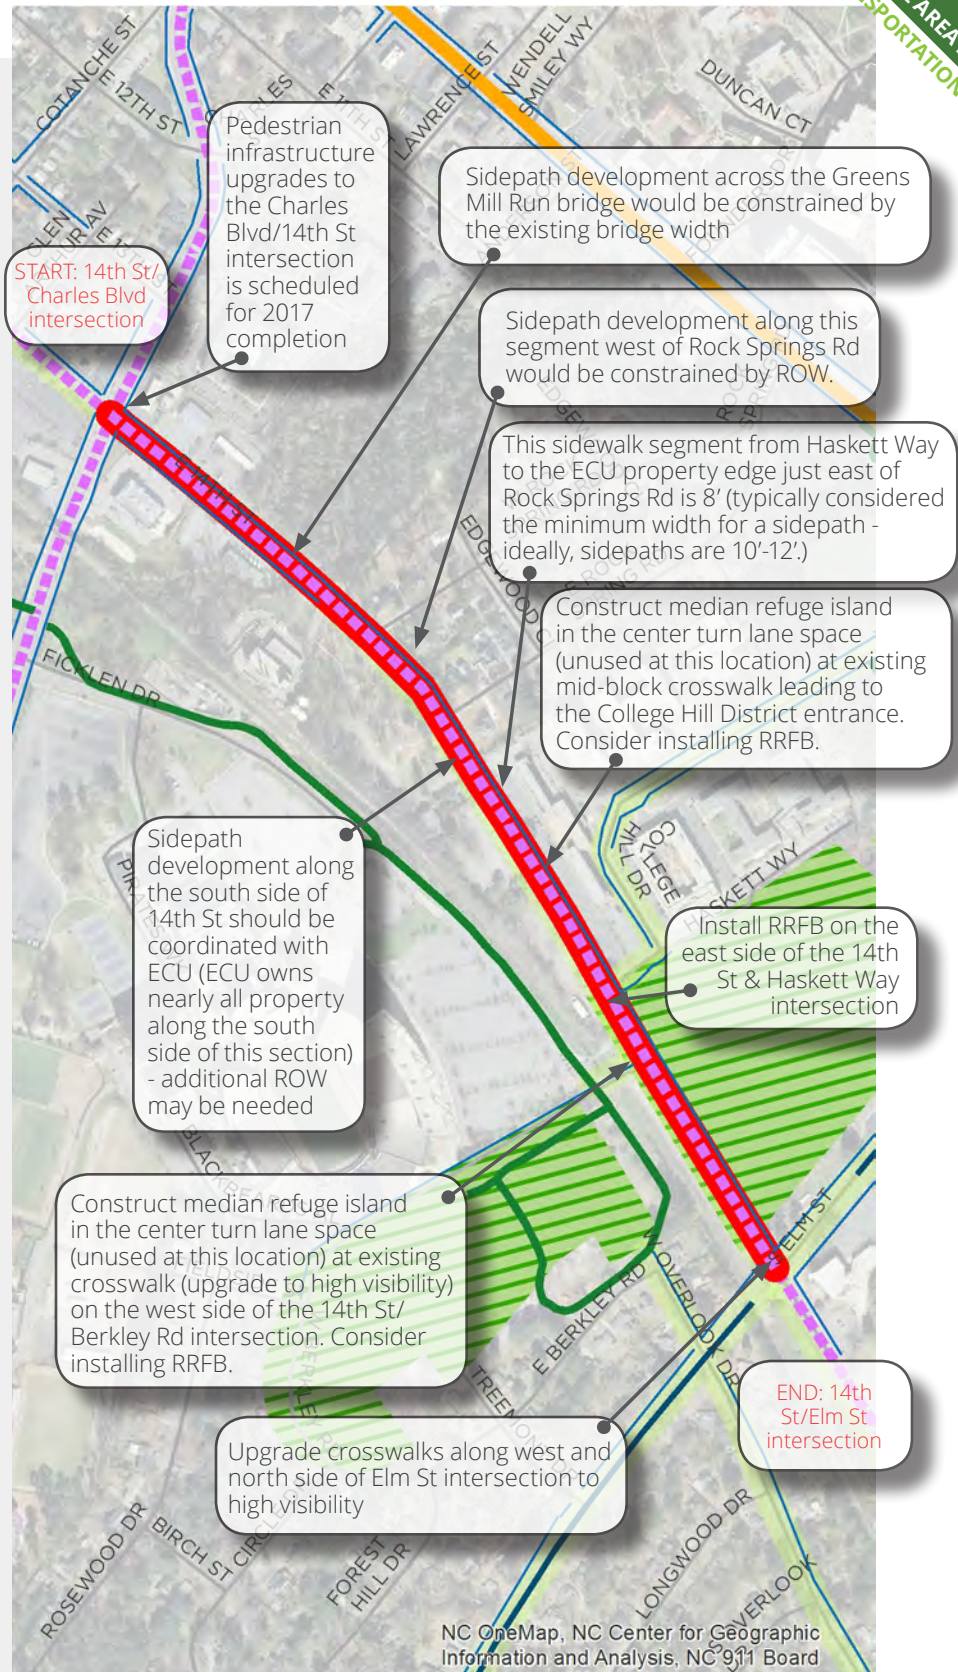 AREA
SPORTATION
COTANCHE ST
E 12TH ST
E 11TH ST
LAWRENCE ST
WENDELL
SMILEY WY
DUNCAN CT
Pedestrian
infrastructure
upgrades to
the Charles
Blvd/14th St
intersection
is scheduled
for 2017
completion
Sidepath development across the Greens
Mill Run bridge would be constrained by
the existing bridge width
START: 14th St/
Charles Blvd
intersection
Sidepath development along this
segment west of Rock Springs Rd
would be constrained by ROW.
This sidewalk segment from Haskett Way
to the ECU property edge just east of
Rock Springs Rd is 8’ (typically considered
the minimum width for a sidepath -
ideally, sidepaths are 10’-12’.)
Construct median refuge island
in the center turn lane space
(unused at this location) at existing
mid-block crosswalk leading to
the College Hill District entrance.
Consider installing RRFB.
FICKLEN DR
COLLEGE
HILL DR
HASKETT WY
Sidepath
development along
the south side of
14th St should be
coordinated with
ECU (ECU owns
nearly all property
along the south
side of this section)
- additional ROW
may be needed
Install RRFB on the
east side of the 14th
St & Haskett Way
intersection
Construct median refuge island
in the center turn lane space
(unused at this location) at existing
crosswalk (upgrade to high visibility)
on the west side of the 14th St/
Berkley Rd intersection. Consider
installing RRFB.
ELM ST
W OVERLOOK DR
E BERKLEY RD
END: 14th
St/Elm St
intersection
Upgrade crosswalks along west and
north side of Elm St intersection to
high visibility
ROSEWOOD DR
BIRCH ST
FOREST
HILL DR
LONGWOOD DR
S OVERLOOK
NC OneMap, NC Center for Geographic
Information and Analysis, NC 911 Board